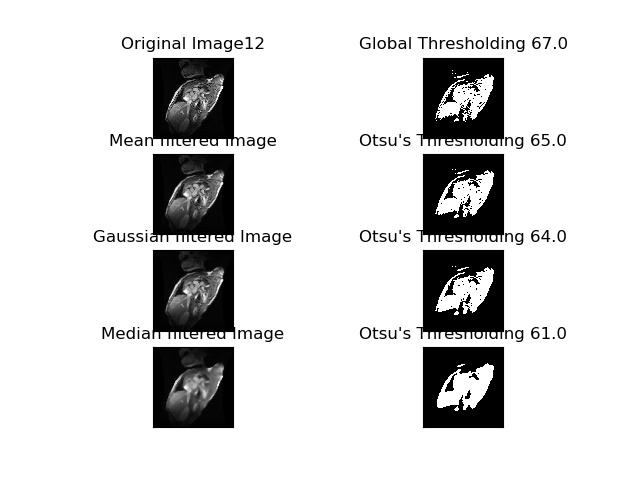 Original Image12
Global Thresholding 67.0
Mean filtered Image
Otsu's Thresholding 65.0
Gaussian filtered Image
Otsu's Thresholding 64.0
Median filtered Image
Otsu's Thresholding 61.0